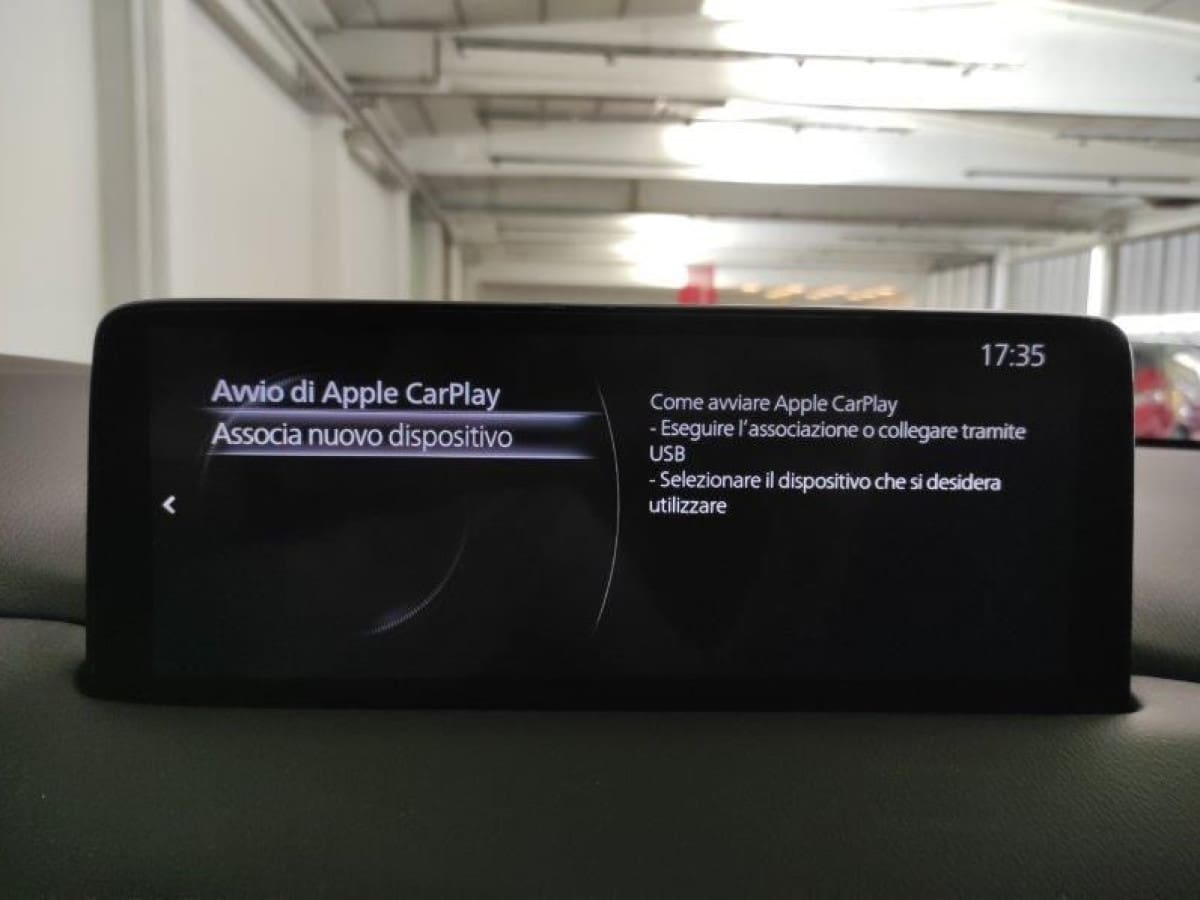 17:35
Avvio di Apple CarPlay
Associa nuovo dispositivo
Come avviare Apple CarPlay
- Eseguire l'associazione o collegare tramite
USB
- Selezionare il dispositivo che si desidera
utilizzare